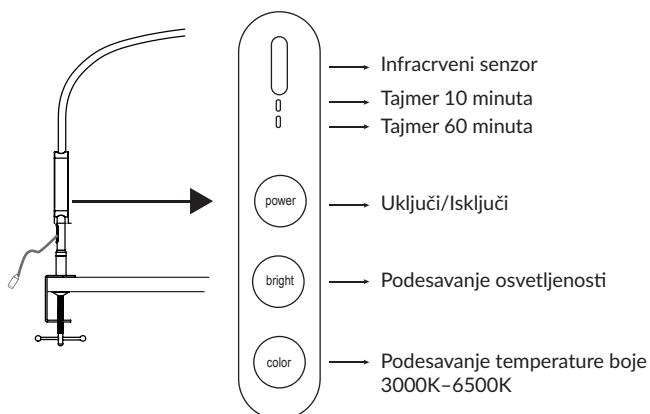 Infracrveni senzor
Tajmer 10 minuta
Tajmer 60 minuta
power
Uključi/Isključi
bright
Podesavanje osvetljenosti
color
Podesavanje temperature boje
3000K–6500K